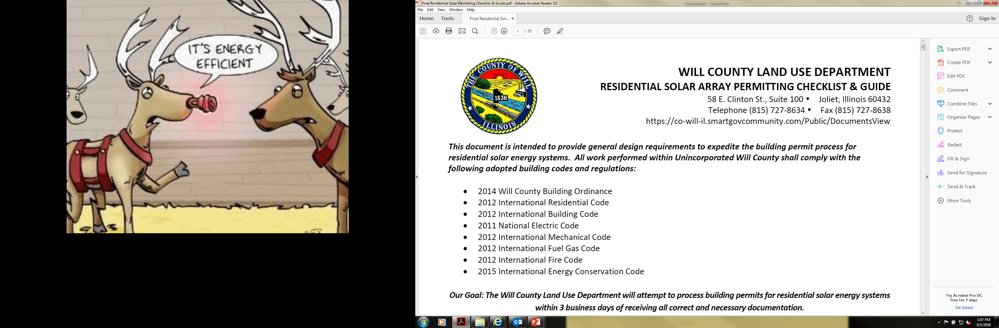 IT'S ENERGY
EFFICIENT
Final Residential Solar Permitting Checklist & Guide.pdf - Adobe Acrobat Reader DC
File Edit View Window Help
Home Tools Final Residential Sol... × ? Sign In
1 / 29
THE COUNTY OF WILL
1836
ILLINOIS
WILL COUNTY LAND USE DEPARTMENT
RESIDENTIAL SOLAR ARRAY PERMITTING CHECKLIST & GUIDE
58 E. Clinton St., Suite 100 • Joliet, Illinois 60432
Telephone (815) 727-8634 • Fax (815) 727-8638
https://co-will-il.smartgovcommunity.com/Public/DocumentsView
This document is intended to provide general design requirements to expedite the building permit process for
residential solar energy systems. All work performed within Unincorporated Will County shall comply with the
following adopted building codes and regulations:
• 2014 Will County Building Ordinance
• 2012 International Residential Code
• 2012 International Building Code
• 2011 National Electric Code
• 2012 International Mechanical Code
• 2012 International Fuel Gas Code
• 2012 International Fire Code
• 2015 International Energy Conservation Code
Our Goal: The Will County Land Use Department will attempt to process building permits for residential solar energy systems
within 3 business days of receiving all correct and necessary documentation.
Export PDF
Create PDF
Edit PDF
Comment
Combine Files
Organize Pages
Protect
Redact
Fill & Sign
Send for Signature
Send & Track
More Tools
Try Acrobat Pro DC
free for 7 days
Get Started
1:07 PM
9/5/2018